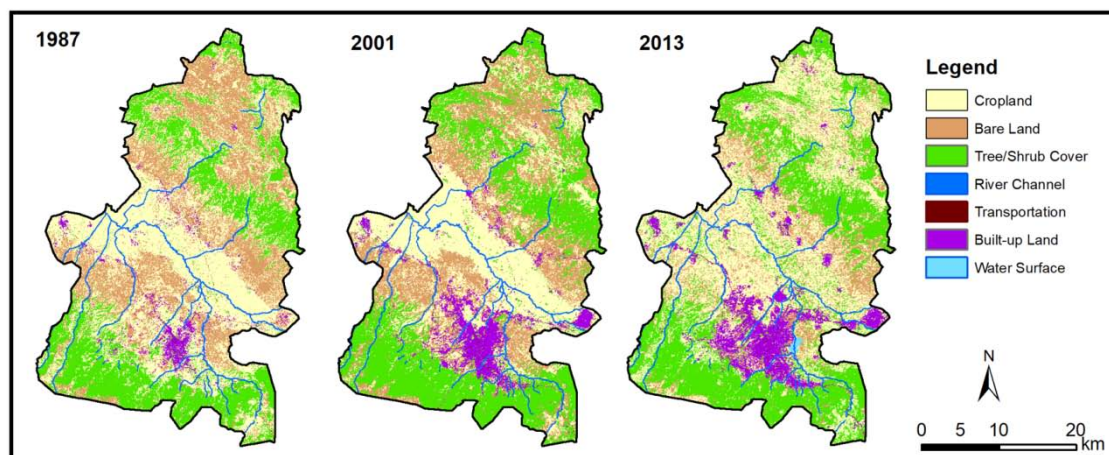 1987
2001
2013
Legend
Cropland
Bare Land
Tree/Shrub Cover
River Channel
Transportation
Built-up Land
Water Surface
N
0 5 10 20
km